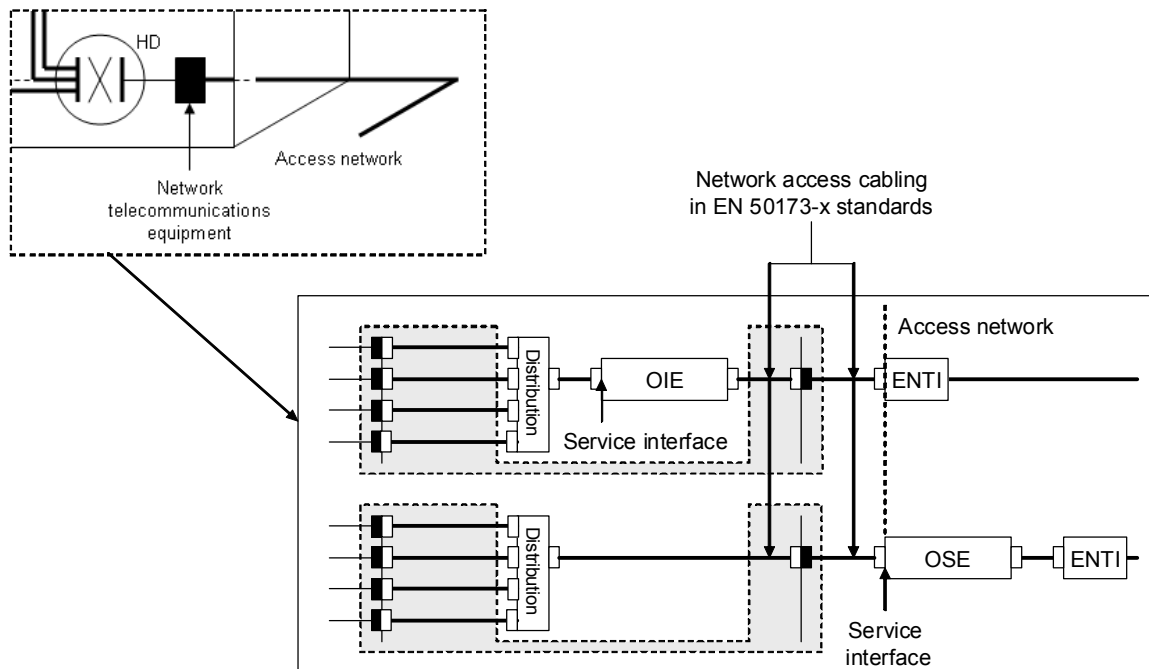 HD
Access network
Network
telecommunications
equipment
Network access cabling
in EN 50173-x standards
Access network
Distribution
OIE
ENTI
Service interface
Distribution
OSE
ENTI
Service
interface